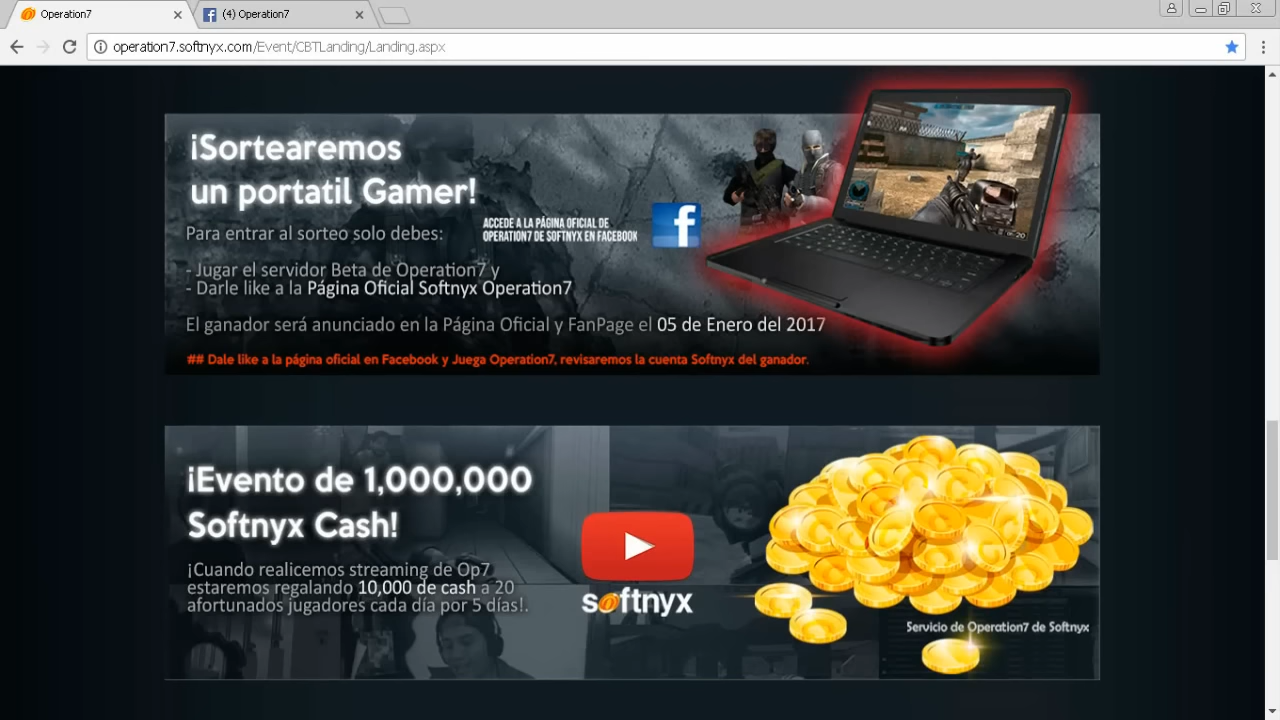 Operation7
(4) Operation7
operation7.softnyx.com/Event/CBTLanding/Landing.aspx
¡Sortearemos
un portatil Gamer!
Para entrar al sorteo solo debes:
ACCEDE A LA PÁGINA OFICIAL DE
OPERATION7 DE SOFTNYX EN FACEBOOK
- Jugar el servidor Beta de Operation7 y
- Darle like a la Página Oficial Softnyx Operation7
El ganador será anunciado en la Página Oficial y FanPage el 05 de Enero del 2017
## Dale like a la página oficial en Facebook y Juega Operation7, revisaremos la cuenta Softnyx del ganador.
¡Evento de 1,000,000
Softnyx Cash!
¡Cuando realicemos streaming de Op7
estaremos regalando 10,000 de cash a 20
afortunados jugadores cada día por 5 días!.
softnyx
Servicio de Operation7 de Softnyx